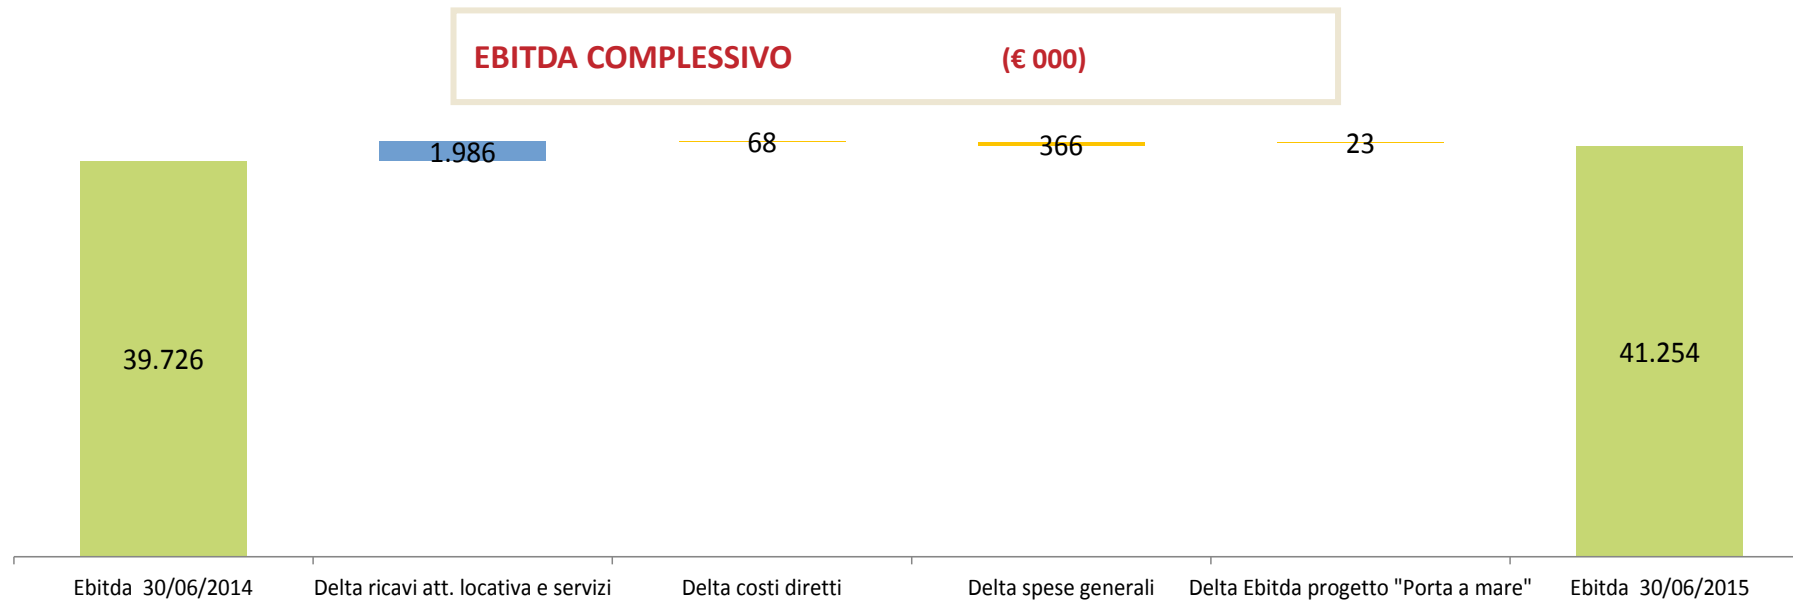 EBITDA COMPLESSIVO (€ 000)
1.986
68
366
23
39.726
41.254
Ebitda 30/06/2014
Delta ricavi att. locativa e servizi
Delta costi diretti
Delta spese generali
Delta Ebitda progetto "Porta a mare"
Ebitda 30/06/2015